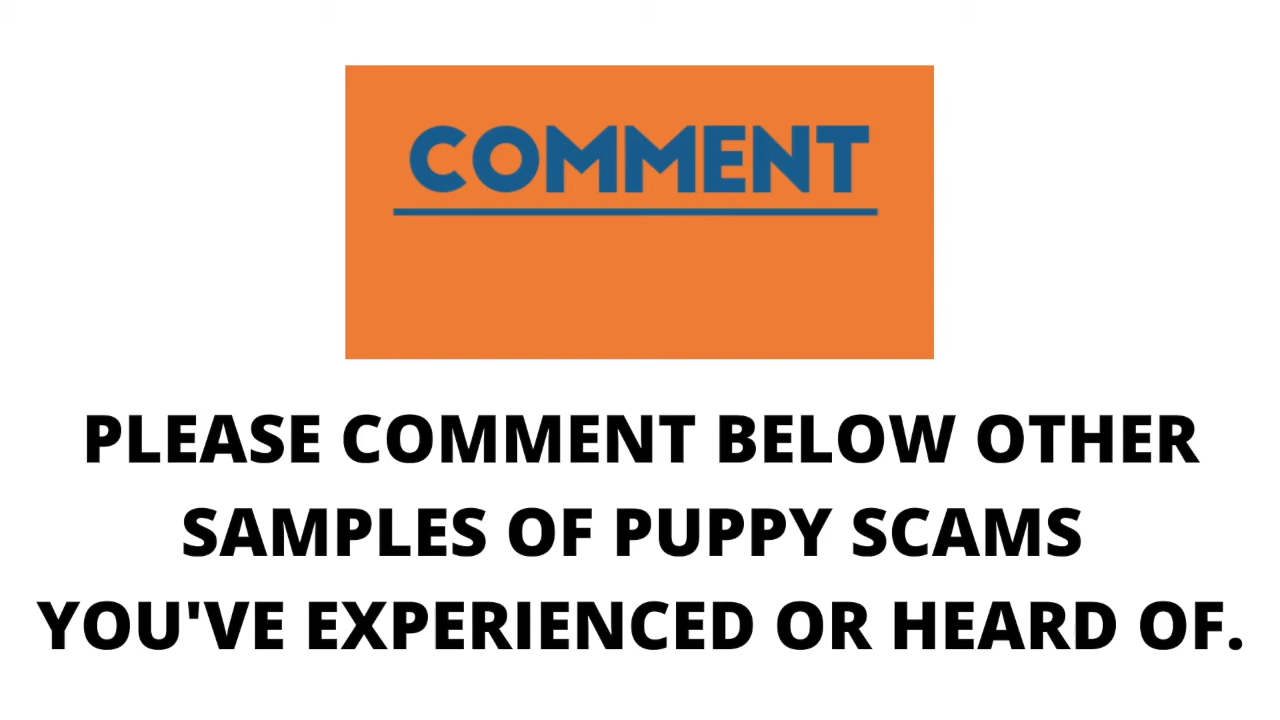 COMMENT
PLEASE COMMENT BELOW OTHER
SAMPLES OF PUPPY SCAMS
YOU'VE EXPERIENCED OR HEARD OF.